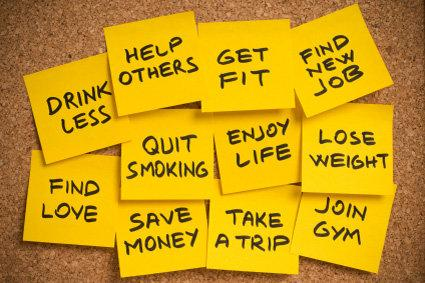 DRINK
LESS
HELP
OTHERS
GET
FIT
FIND
NEW
JOB
QUIT
SMOKING
ENJOY
LIFE
LOSE
WEIGHT
FIND
LOVE
SAVE
MONEY
TAKE
A TRIP
JOIN
GYM